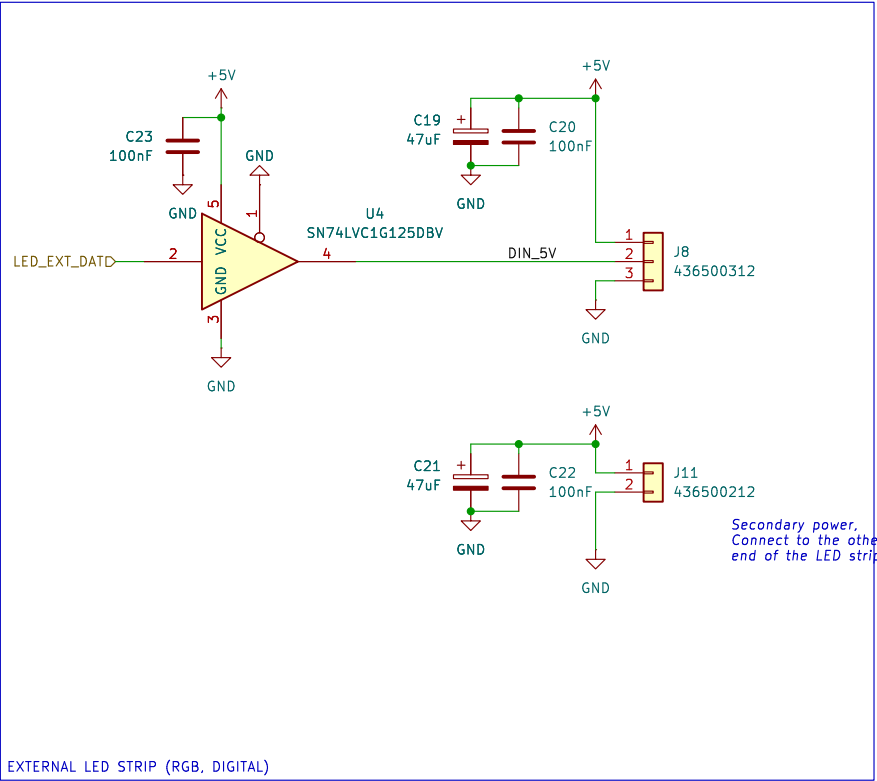 +5V
C23
100nF
GND
GND
5
1
VCC
GND
U4
SN74LVC1G125DBV
LED_EXT_DAT
2
4
3
GND
+5V
C19
47uF
+
C20
100nF
GND
DIN_5V
1
2
3
J8
436500312
GND
+5V
C21
47uF
+
C22
100nF
GND
1
2
J11
436500212
GND
Secondary power,
Connect to the othe
end of the LED strip
EXTERNAL LED STRIP (RGB, DIGITAL)